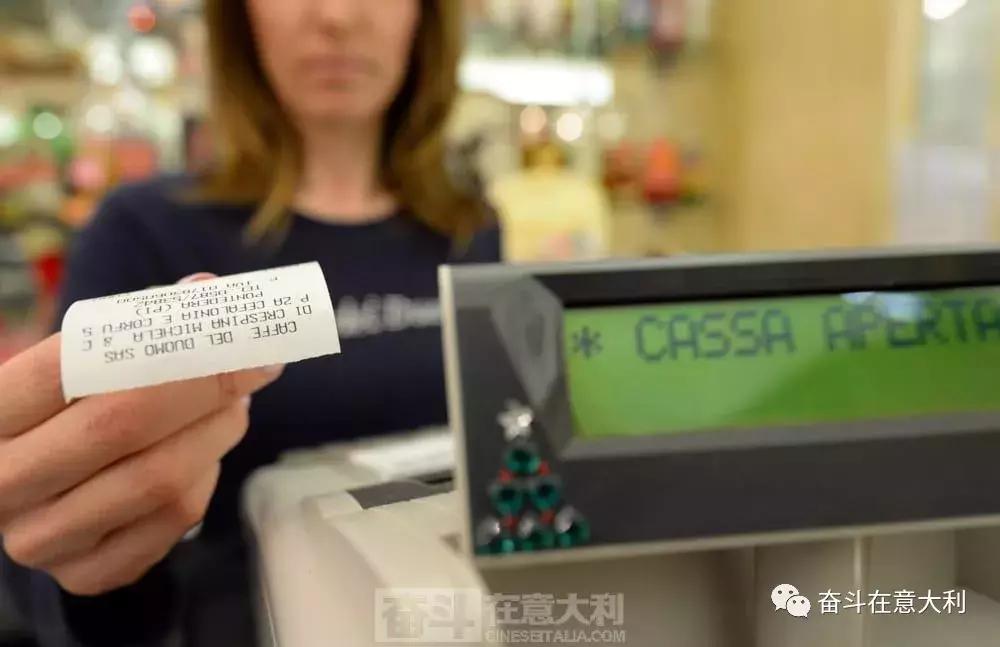 CAFFE DEL DUOMO SAS
DI CRESPINA MICHELA & C
P ZA CEFALONIA E CORFU 5
PONTEDERA (PI)
* CASSA APERTA
奋斗在意大利
CINESEITALIA.COM
奋斗在意大利